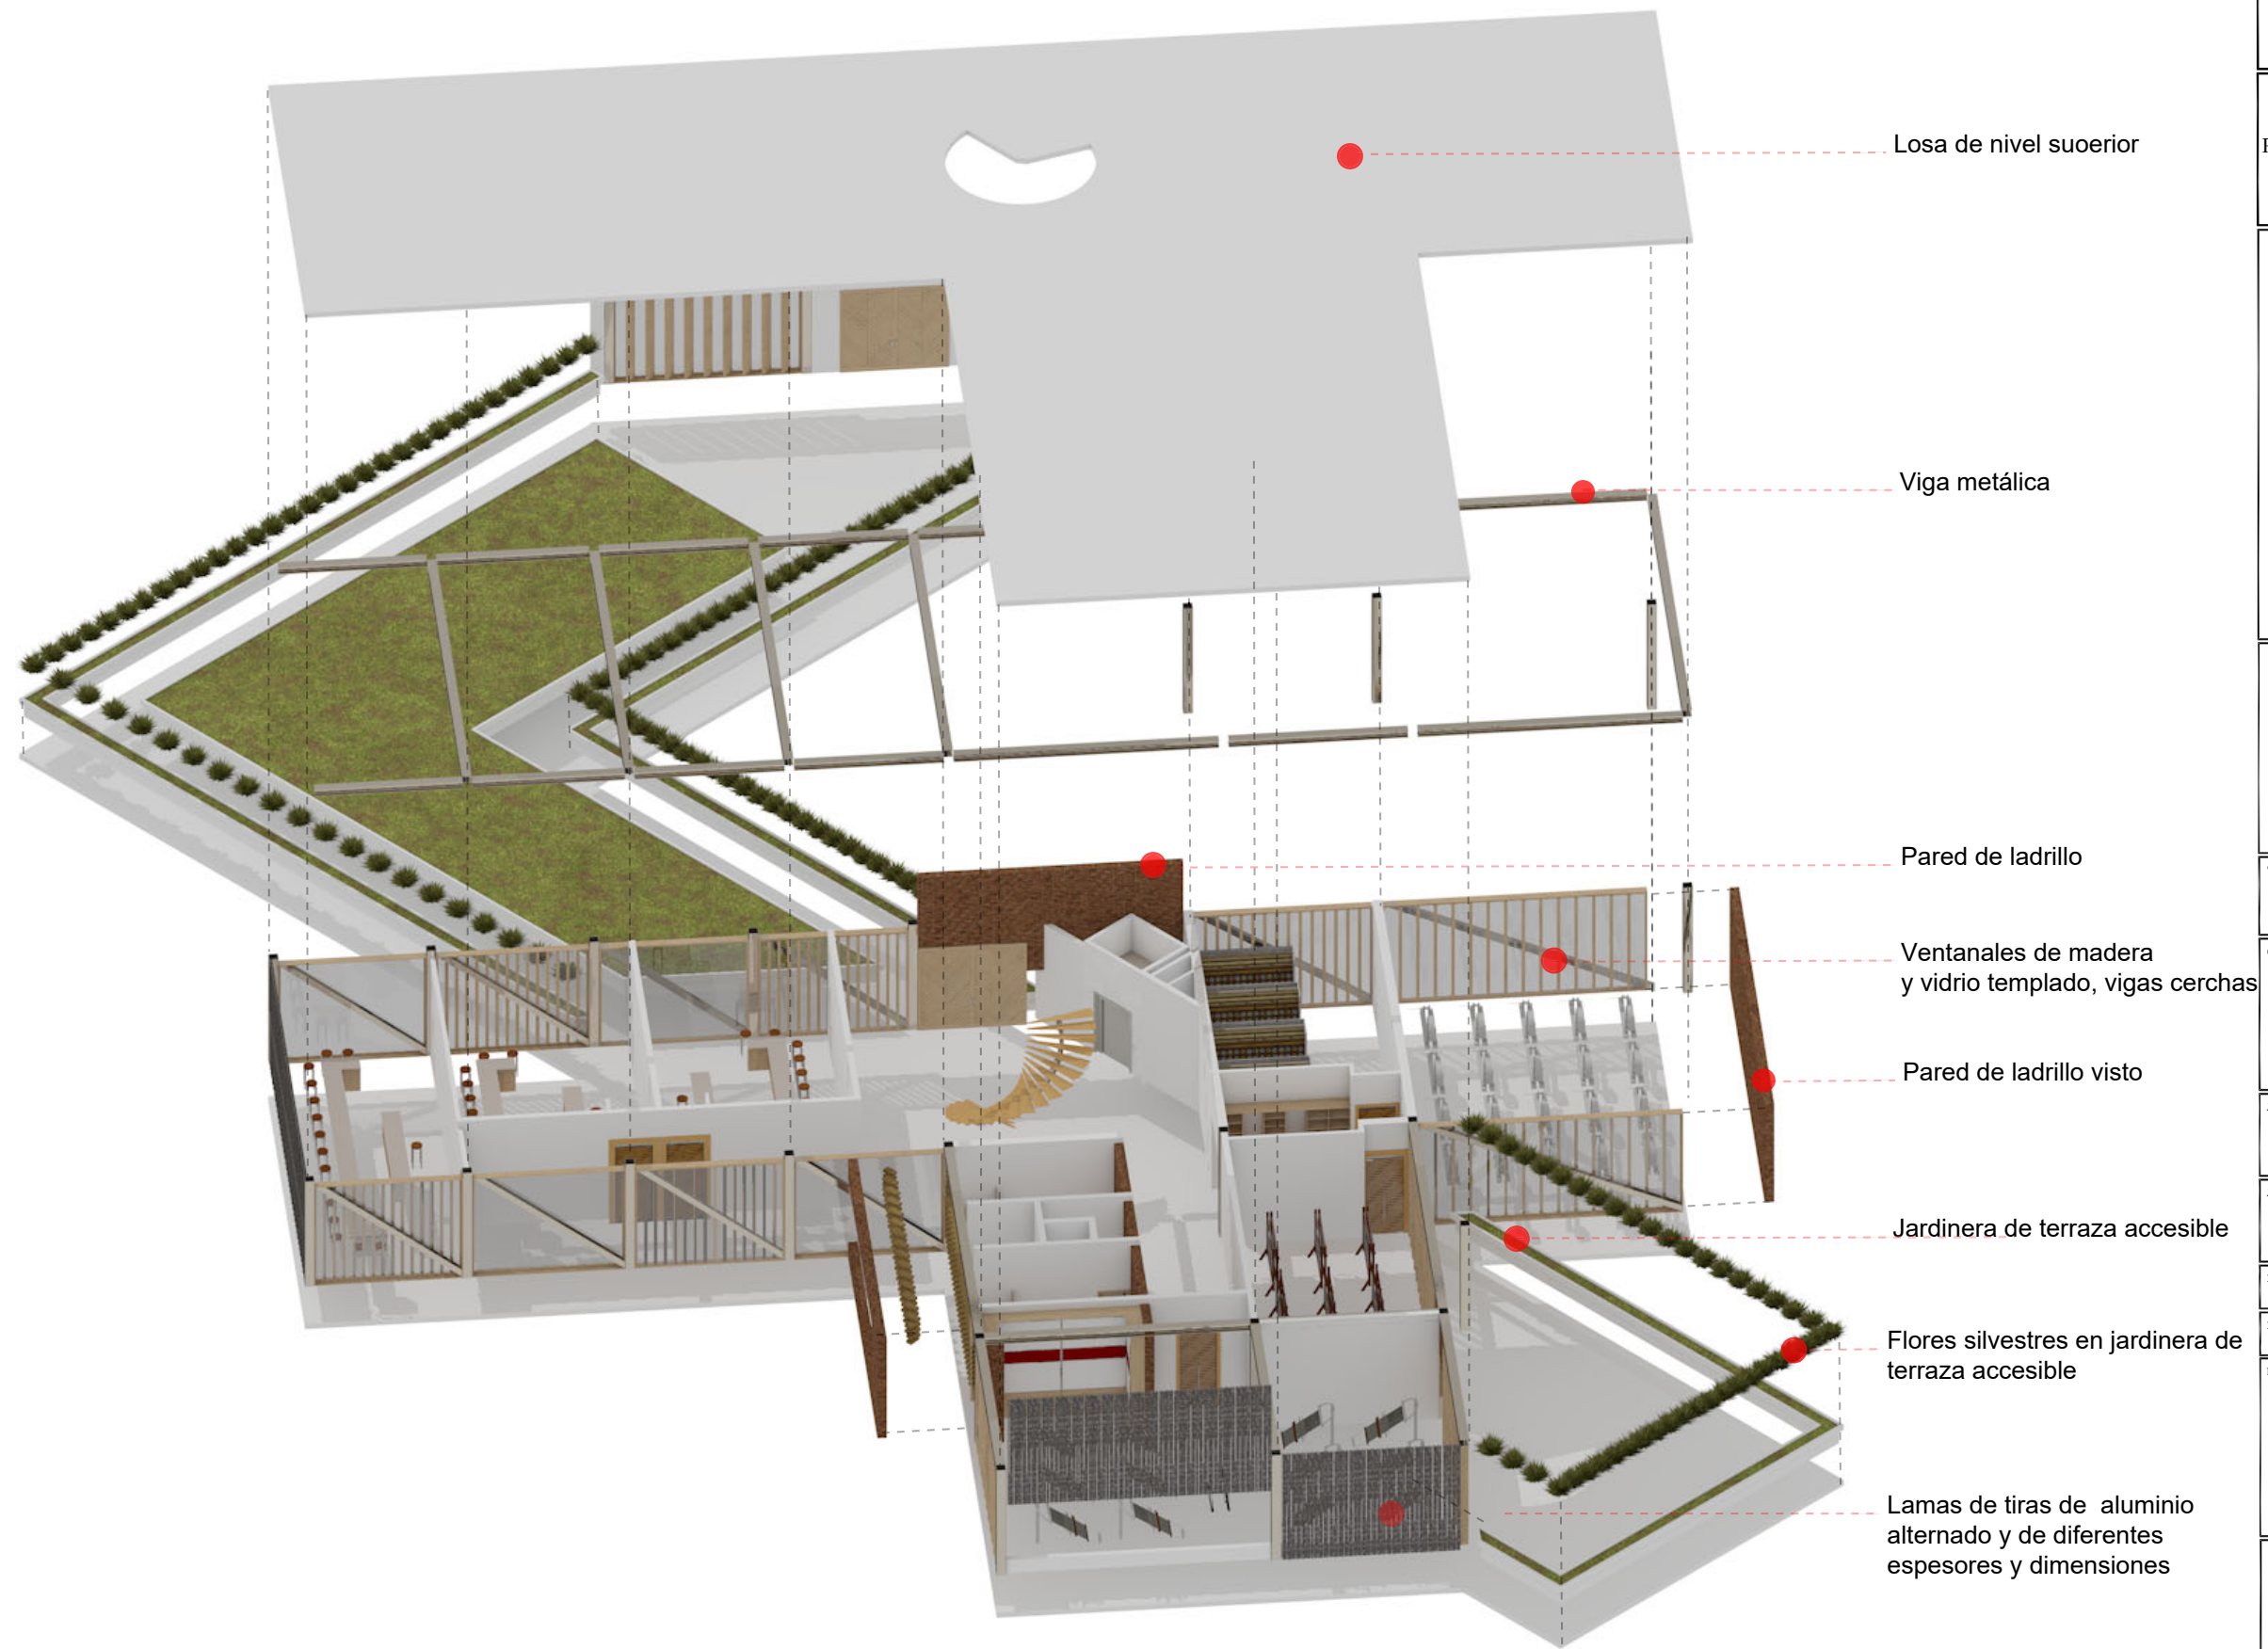 Losa de nivel suoerior
Viga metálica
Pared de ladrillo
Ventanales de madera
y vidrio templado, vigas cerchas
Pared de ladrillo visto
Jardinera de terraza accesible
Flores silvestres en jardinera de
terraza accesible
Lamas de tiras de  aluminio
alternado y de diferentes
espesores y dimensiones